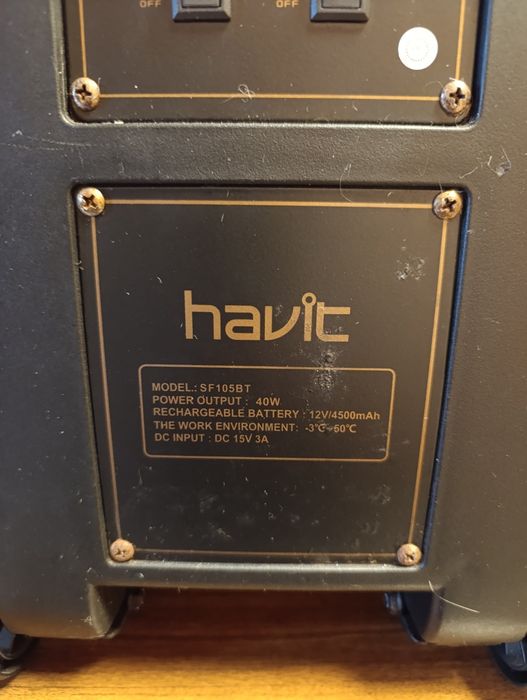 OFF OFF
havit
MODEL.: SF105BT
POWER OUTPUT : 40W
RECHARGEABLE BATTERY : 12V/4500mAh
THE WORK ENVIRONMENT: -3℃~60℃
DC INPUT : DC 15V 3A